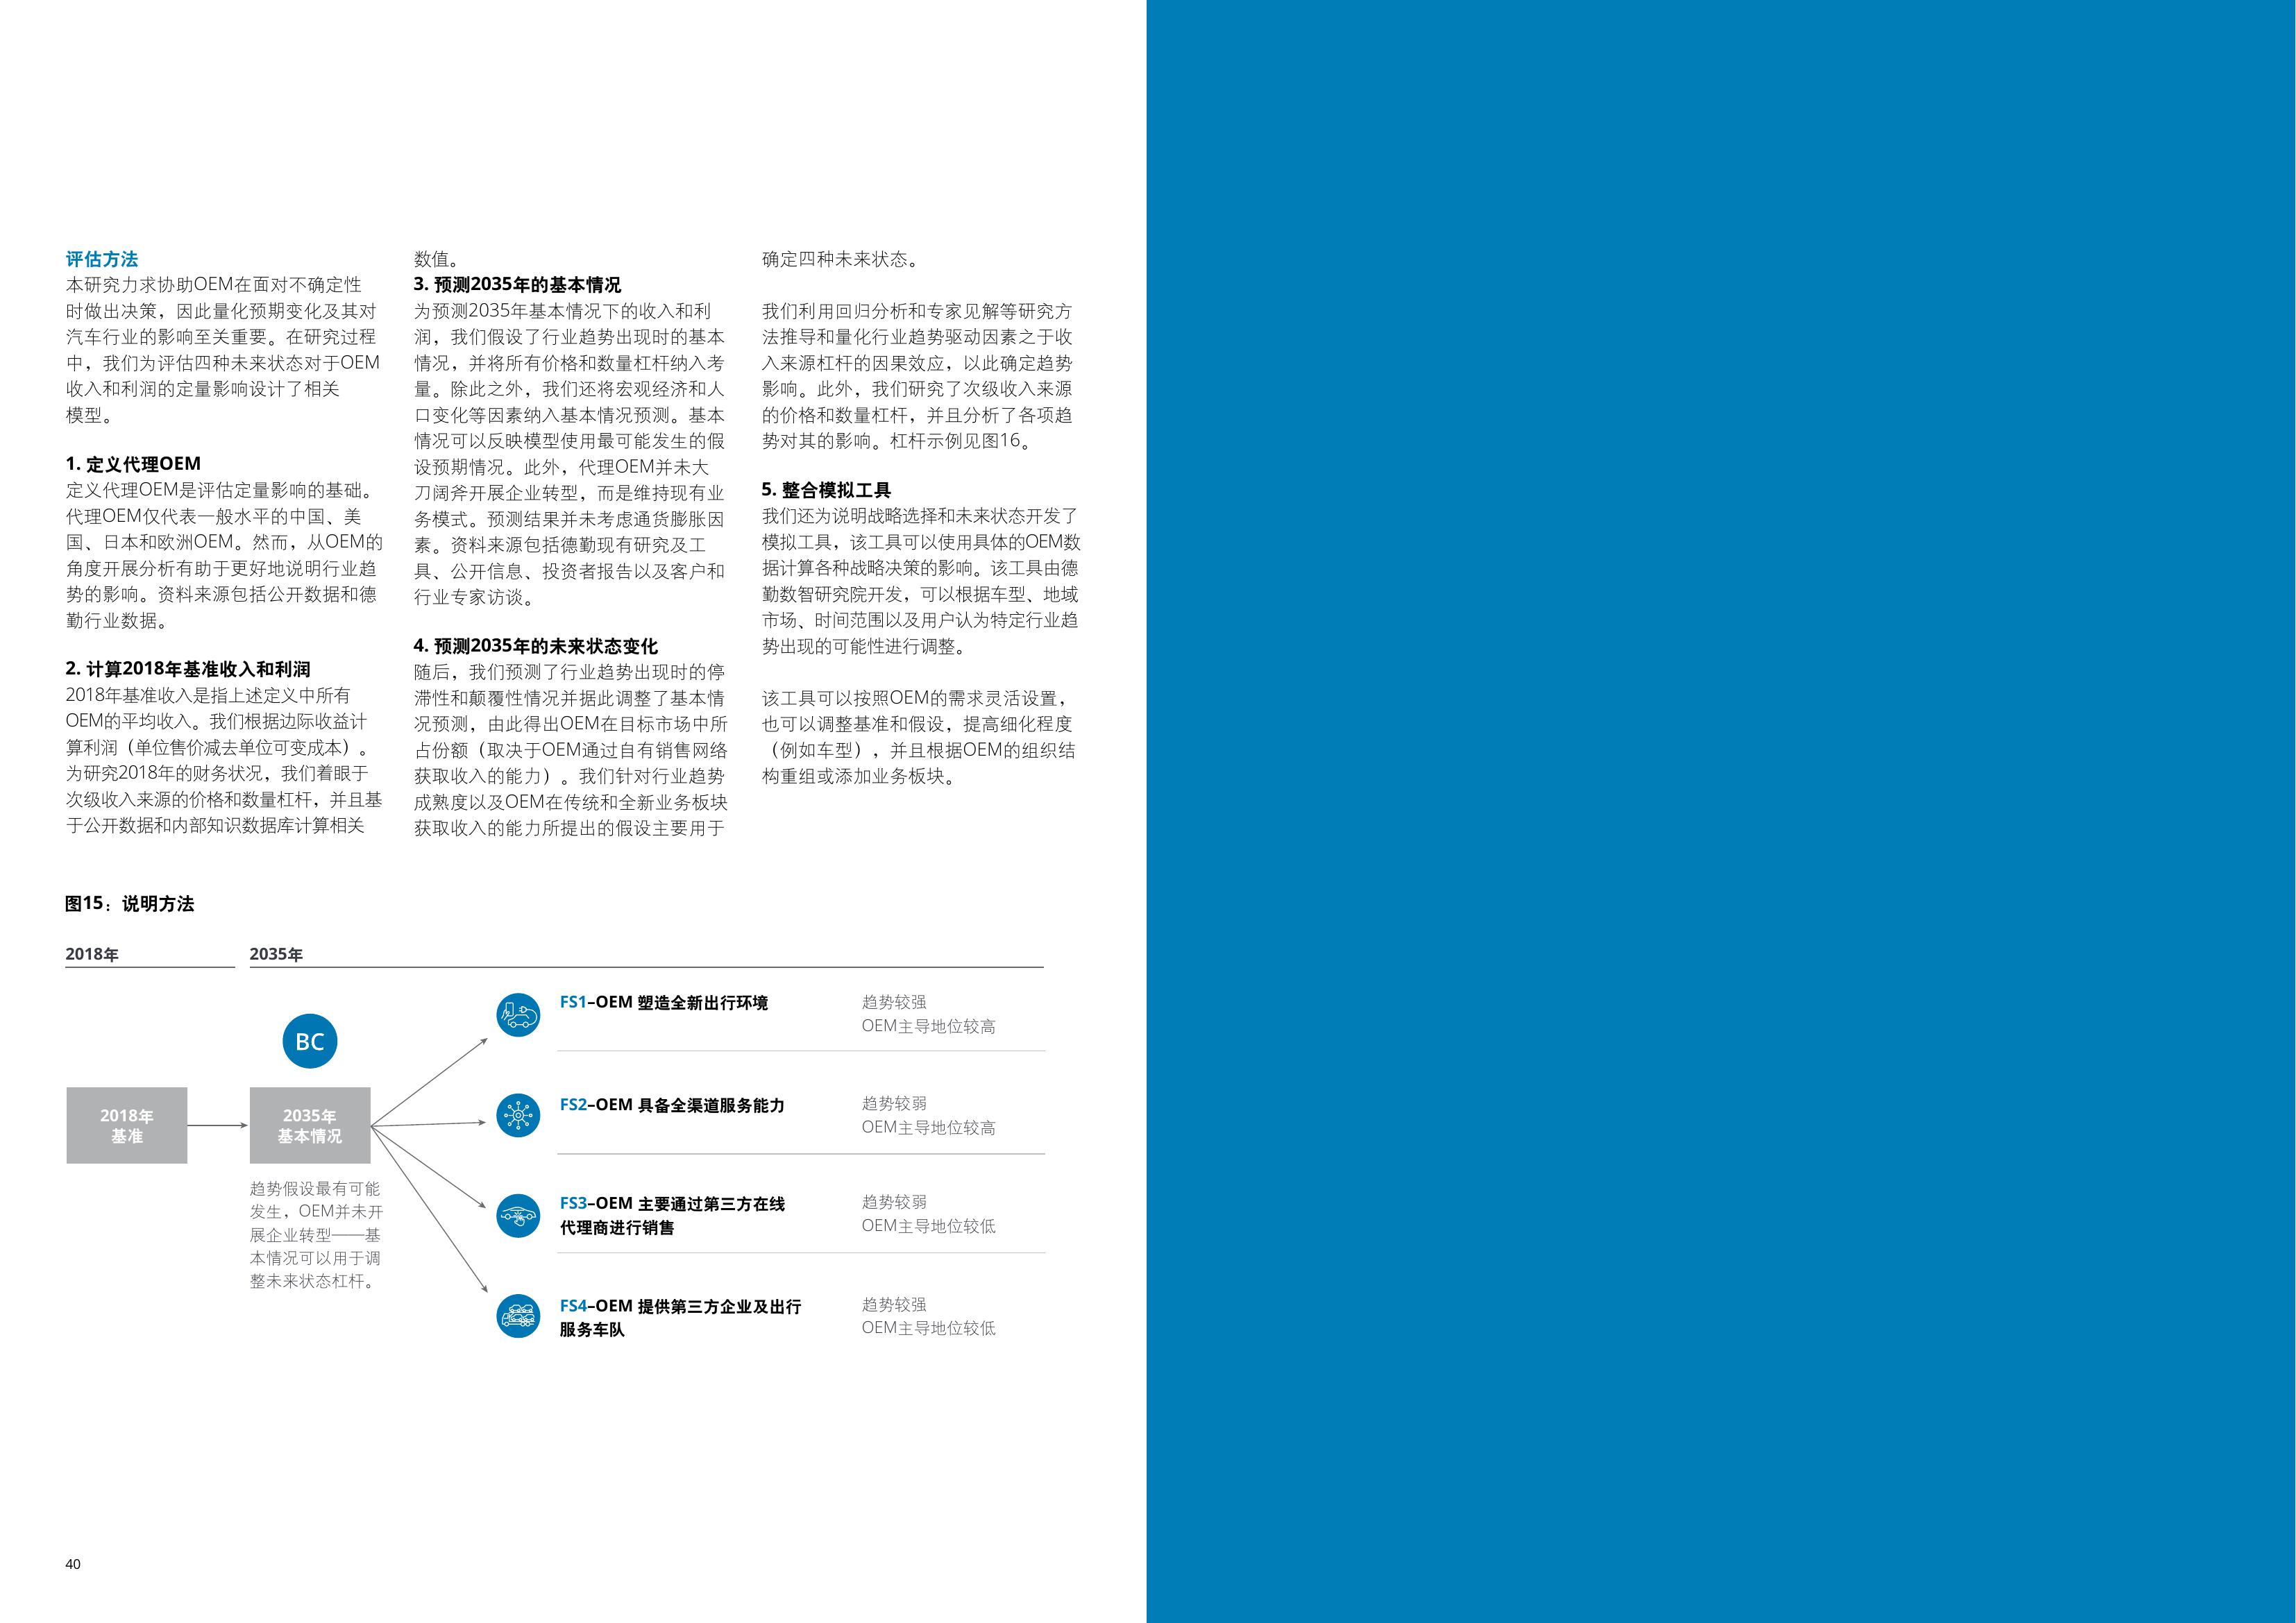 评估方法
本研究力求协助OEM在面对不确定性
时做出决策，因此量化预期变化及其对
汽车行业的影响至关重要。在研究过程
中，我们为评估四种未来状态对于OEM
收入和利润的定量影响设计了相关
模型。
1. 定义代理OEM
定义代理OEM是评估定量影响的基础。
代理OEM仅代表一般水平的中国、美
国、日本和欧洲OEM。然而，从OEM的
角度开展分析有助于更好地说明行业趋
势的影响。资料来源包括公开数据和德
勤行业数据。
2. 计算2018年基准收入和利润
2018年基准收入是指上述定义中所有
OEM的平均收入。我们根据边际收益计
算利润（单位售价减去单位可变成本）。
为研究2018年的财务状况，我们着眼于
次级收入来源的价格和数量杠杆，并且基
于公开数据和内部知识数据库计算相关
数值。
3. 预测2035年的基本情况
为预测2035年基本情况下的收入和利
润，我们假设了行业趋势出现时的基本
情况，并将所有价格和数量杠杆纳入考
量。除此之外，我们还将宏观经济和人
口变化等因素纳入基本情况预测。基本
情况可以反映模型使用最可能发生的假
设预期情况。此外，代理OEM并未大
刀阔斧开展企业转型，而是维持现有业
务模式。预测结果并未考虑通货膨胀因
素。资料来源包括德勤现有研究及工
具、公开信息、投资者报告以及客户和
行业专家访谈。
4. 预测2035年的未来状态变化
随后，我们预测了行业趋势出现时的停
滞性和颠覆性情况并据此调整了基本情
况预测，由此得出OEM在目标市场中所
占份额（取决于OEM通过自有销售网络
获取收入的能力）。我们针对行业趋势
成熟度以及OEM在传统和全新业务板块
获取收入的能力所提出的假设主要用于
确定四种未来状态。
我们利用回归分析和专家见解等研究方
法推导和量化行业趋势驱动因素之于收
入来源杠杆的因果效应，以此确定趋势
影响。此外，我们研究了次级收入来源
的价格和数量杠杆，并且分析了各项趋
势对其的影响。杠杆示例见图16。
5. 整合模拟工具
我们还为说明战略选择和未来状态开发了
模拟工具，该工具可以使用具体的OEM数
据计算各种战略决策的影响。该工具由德
勤数智研究院开发，可以根据车型、地域
市场、时间范围以及用户认为特定行业趋
势出现的可能性进行调整。
该工具可以按照OEM的需求灵活设置，
也可以调整基准和假设，提高细化程度
（例如车型），并且根据OEM的组织结
构重组或添加业务板块。
图15：说明方法
2018年
2035年
BC
2018年
基准
2035年
基本情况
趋势假设最有可能
发生，OEM并未开
展企业转型——基
本情况可以用于调
整未来状态杠杆。
FS1–OEM 塑造全新出行环境
趋势较强
OEM主导地位较高
FS2–OEM 具备全渠道服务能力
趋势较弱
OEM主导地位较高
FS3–OEM 主要通过第三方在线
代理商进行销售
趋势较弱
OEM主导地位较低
FS4–OEM 提供第三方企业及出行
服务车队
趋势较强
OEM主导地位较低
40